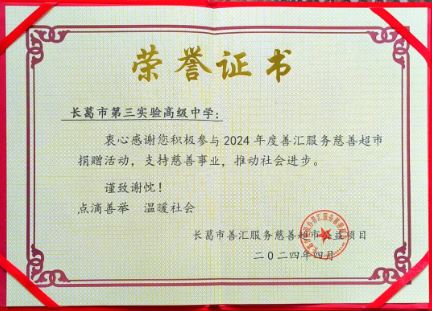 荣誉证书
长葛市第三实验高级中学：
衷心感谢您积极参与2024年度善汇服务慈善超市
捐赠活动，支持慈善事业，推动社会进步。
谨致谢忱！
点滴善举 温暖社会
长葛市善汇服务慈善超市公益项目
二〇二四年四月